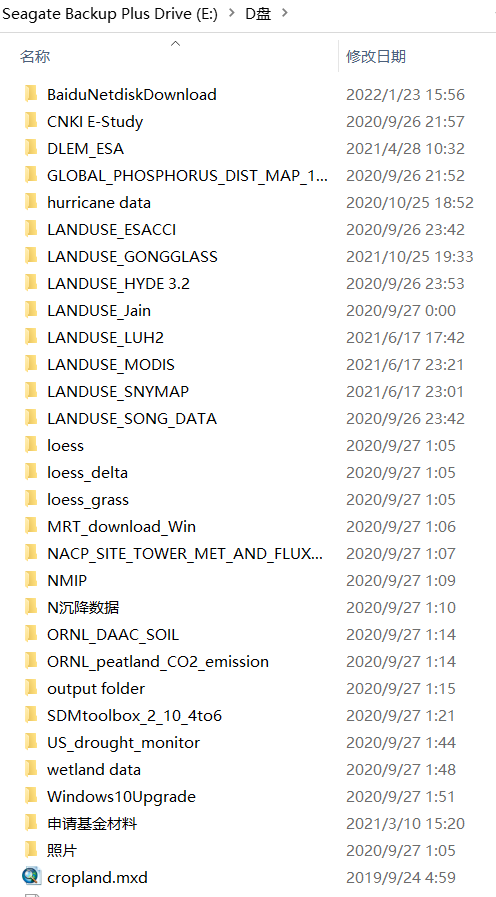 Seagate Backup Plus Drive (E:) > D盘 >
名称 修改日期
BaiduNetdiskDownload 2022/1/23 15:56
CNKI E-Study 2020/9/26 21:57
DLEM_ESA 2021/4/28 10:32
GLOBAL_PHOSPHORUS_DIST_MAP_1... 2020/9/26 21:52
hurricane data 2020/10/25 18:52
LANDUSE_ESACCI 2020/9/26 23:42
LANDUSE_GONGGLASS 2021/10/25 19:33
LANDUSE_HYDE 3.2 2020/9/26 23:53
LANDUSE_Jain 2020/9/27 0:00
LANDUSE_LUH2 2021/6/17 17:42
LANDUSE_MODIS 2021/6/17 23:21
LANDUSE_SNYMAP 2021/6/17 23:01
LANDUSE_SONG_DATA 2020/9/26 23:42
loess 2020/9/27 1:05
loess_delta 2020/9/27 1:05
loess_grass 2020/9/27 1:05
MRT_download_Win 2020/9/27 1:06
NACP_SITE_TOWER_MET_AND_FLUX... 2020/9/27 1:07
NMIP 2020/9/27 1:09
N沉降数据 2020/9/27 1:10
ORNL_DAAC_SOIL 2020/9/27 1:14
ORNL_peatland_CO2_emission 2020/9/27 1:14
output folder 2020/9/27 1:15
SDMtoolbox_2_10_4to6 2020/9/27 1:21
US_drought_monitor 2020/9/27 1:44
wetland data 2020/9/27 1:48
Windows10Upgrade 2020/9/27 1:51
申请基金材料 2021/3/10 15:20
照片 2020/9/27 1:05
cropland.mxd 2019/9/24 4:59